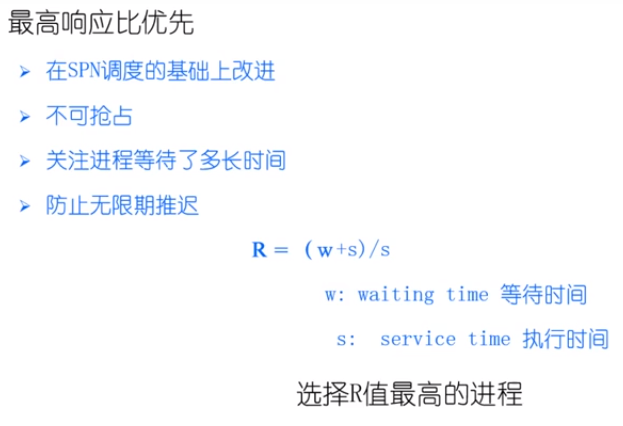 最高响应比优先
➢ 在SPN调度的基础上改进
➢ 不可抢占
➢ 关注进程等待了多长时间
➢ 防止无限期推迟
R = (w+s)/s
w: waiting time 等待时间
s: service time 执行时间
选择R值最高的进程